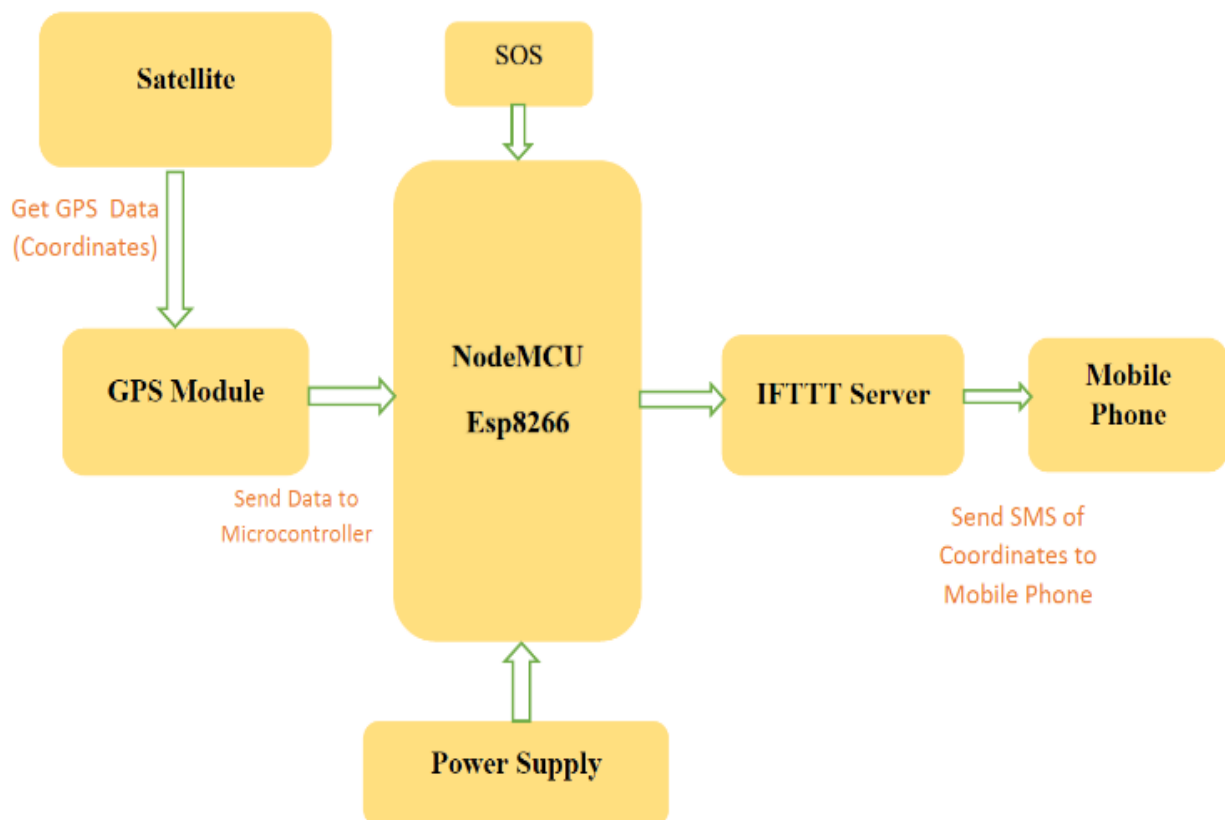 Satellite
SOS
Get GPS Data
(Coordinates)
GPS Module
Send Data to
Microcontroller
NodeMCU
Esp8266
IFTTT Server
Mobile
Phone
Send SMS of
Coordinates to
Mobile Phone
Power Supply